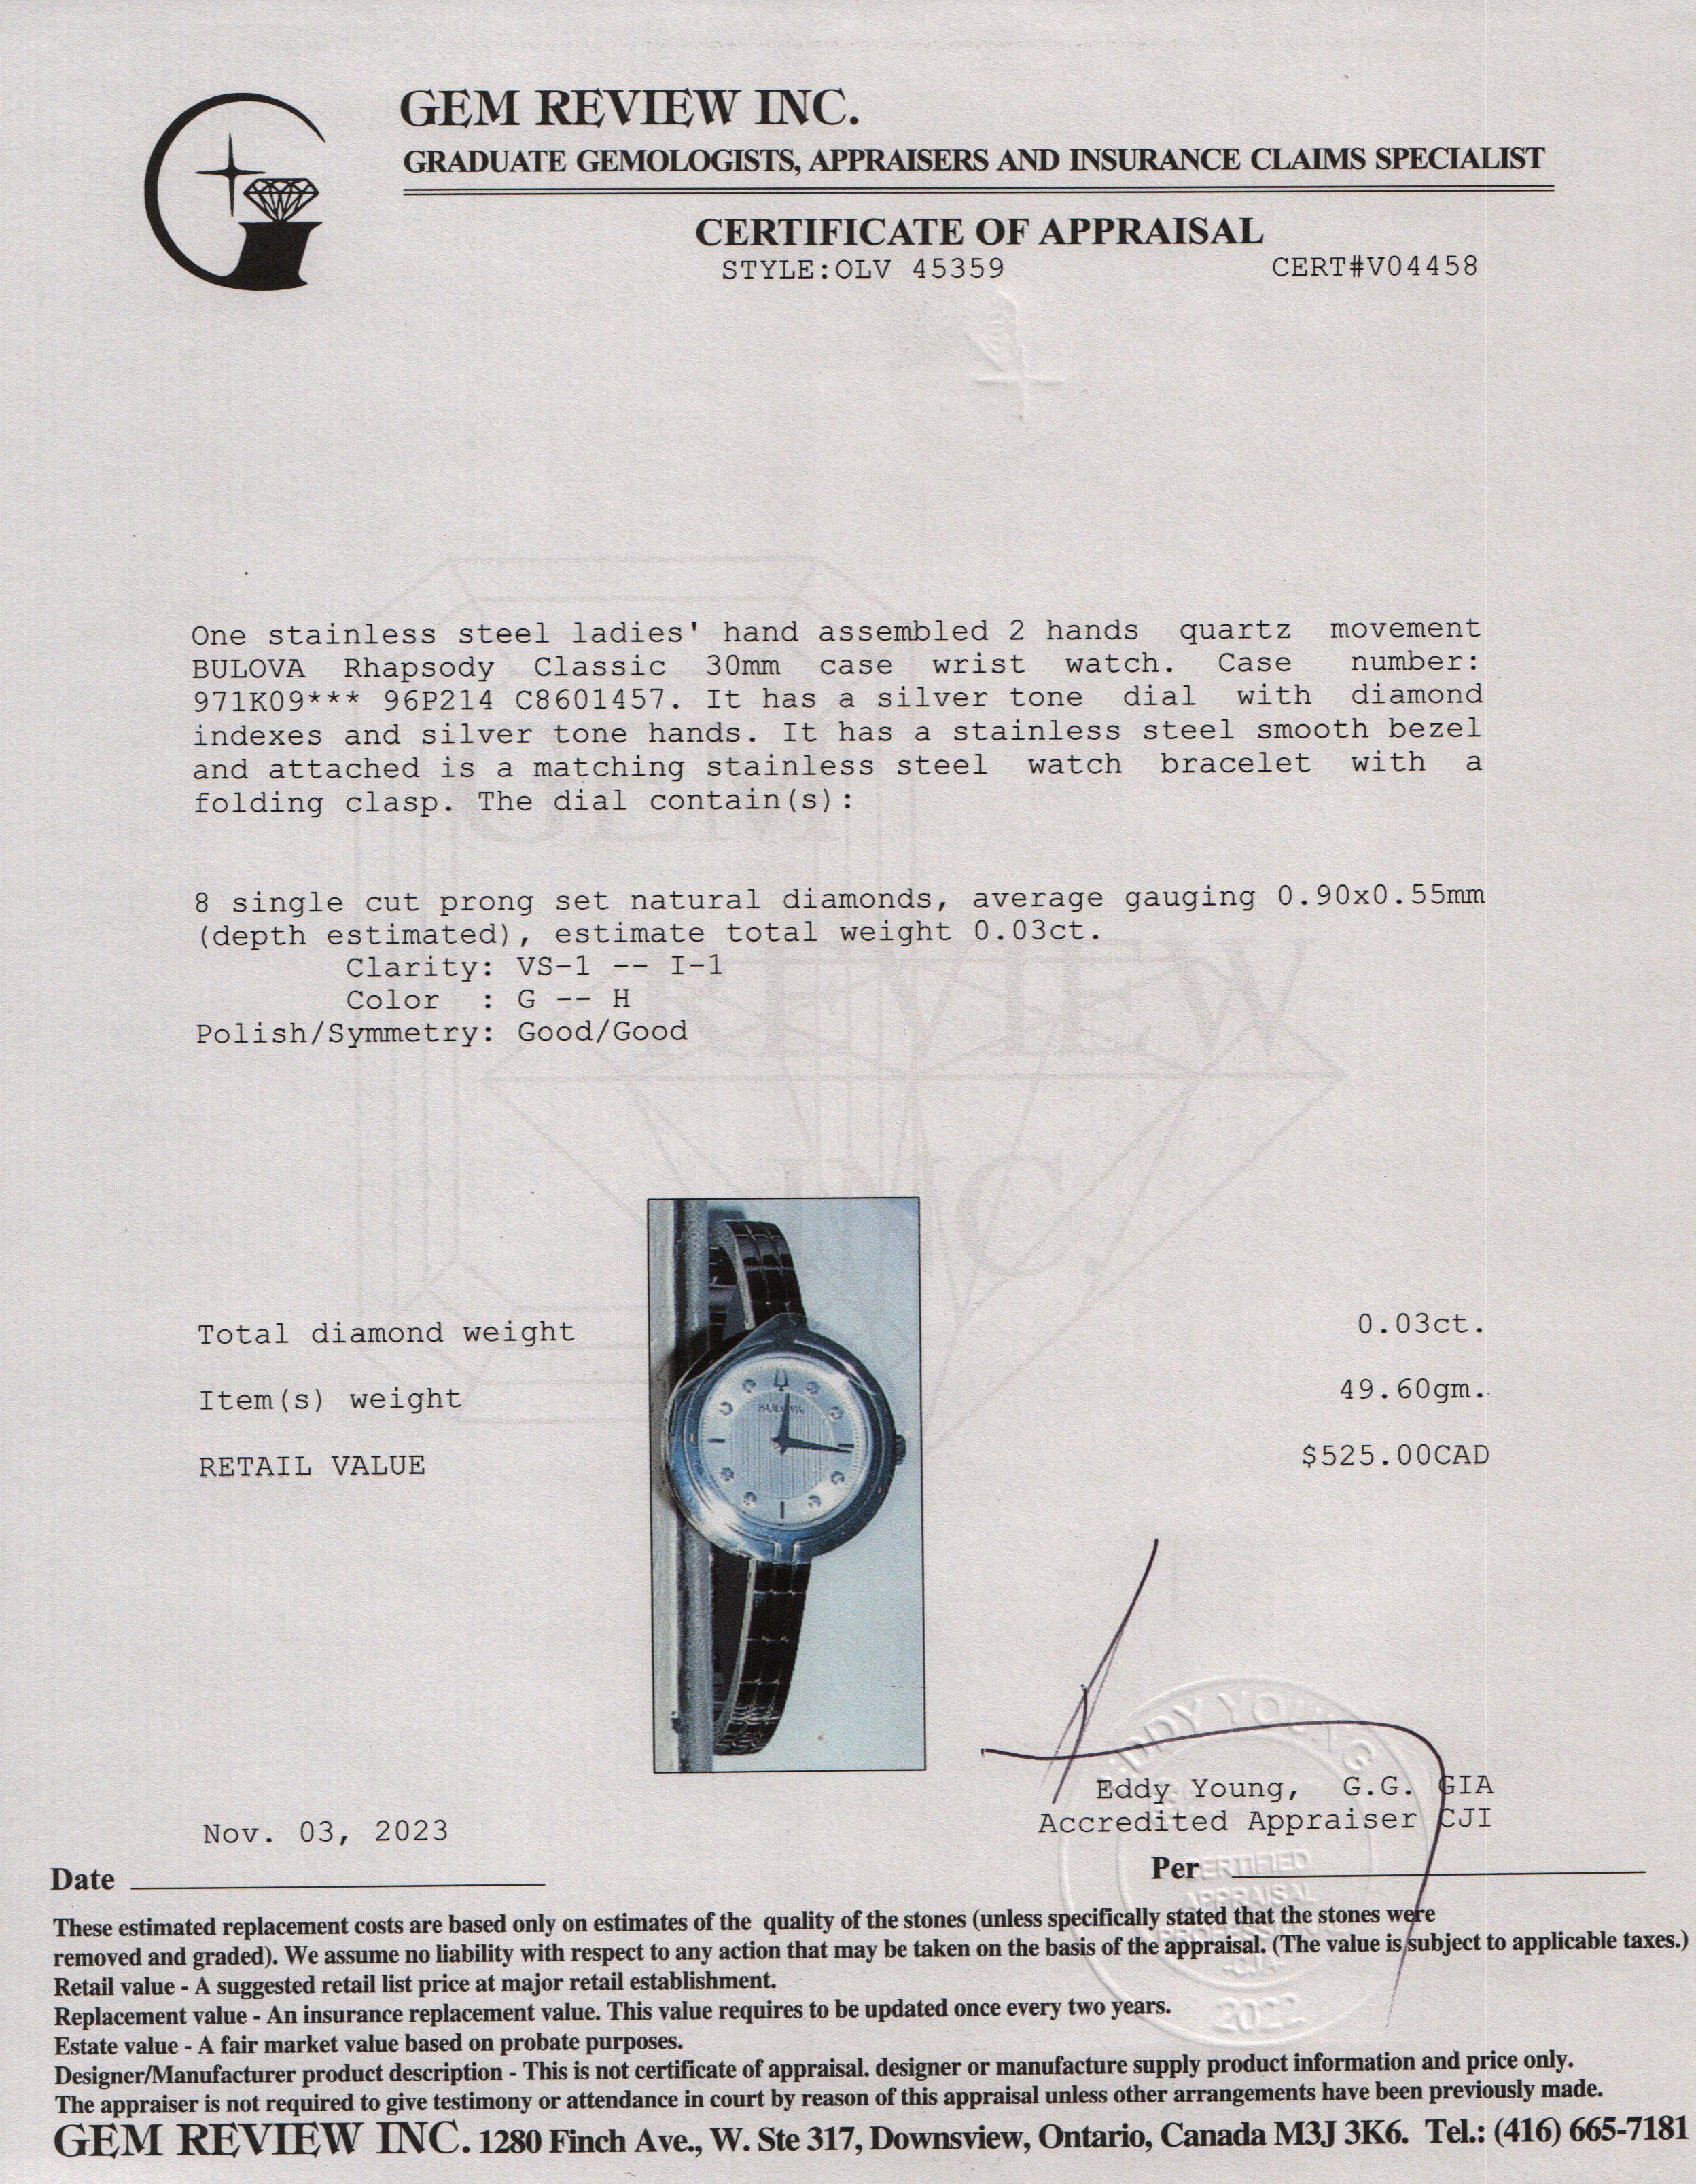 GEM REVIEW INC.
GRADUATE GEMOLOGISTS, APPRAISERS AND INSURANCE CLAIMS SPECIALIST
CERTIFICATE OF APPRAISAL
STYLE:OLV 45359 CERT#V04458
One stainless steel ladies' hand assembled 2 hands quartz movement
BULOVA Rhapsody Classic 30mm case wrist watch. Case number:
971K09*** 96P214 C8601457. It has a silver tone dial with diamond
indexes and silver tone hands. It has a stainless steel smooth bezel
and attached is a matching stainless steel watch bracelet with a
folding clasp. The dial contain(s):
8 single cut prong set natural diamonds, average gauging 0.90x0.55mm
(depth estimated), estimate total weight 0.03ct.
Clarity: VS-1 -- I-1
Color : G -- H
Polish/Symmetry: Good/Good
GEM
REVIEW
INC.
Total diamond weight 0.03ct.
Item(s) weight 49.60gm.
RETAIL VALUE $525.00CAD
BULOVA
EDDY YOUNG
Eddy Young, G.G. GIA
Accredited Appraiser CJI
Nov. 03, 2023
Date
Per
CERTIFIED
APPRAISAL
PROFESSIONAL
-CJA-
2022
These estimated replacement costs are based only on estimates of the quality of the stones (unless specifically stated that the stones were
removed and graded). We assume no liability with respect to any action that may be taken on the basis of the appraisal. (The value is subject to applicable taxes.)
Retail value - A suggested retail list price at major retail establishment.
Replacement value - An insurance replacement value. This value requires to be updated once every two years.
Estate value - A fair market value based on probate purposes.
Designer/Manufacturer product description - This is not certificate of appraisal. designer or manufacture supply product information and price only.
The appraiser is not required to give testimony or attendance in court by reason of this appraisal unless other arrangements have been previously made.
GEM REVIEW INC. 1280 Finch Ave., W. Ste 317, Downsview, Ontario, Canada M3J 3K6. Tel.: (416) 665-7181